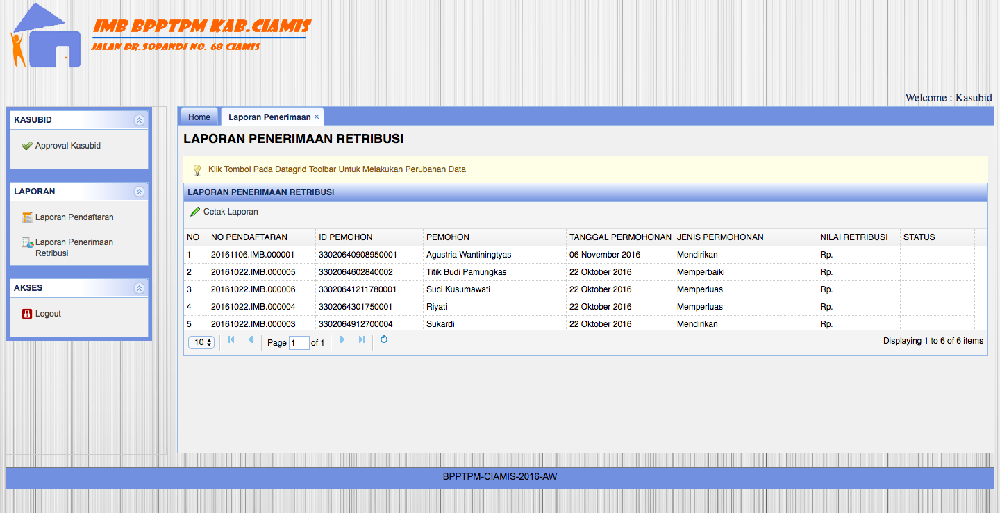 IMB BPPTPM KAB.CIAMIS
JALAN DR.SOPANDI NO. 68 CIAMIS
Welcome : Kasubid
KASUBID
Approval Kasubid
LAPORAN
Laporan Pendaftaran
Laporan Penerimaan
Retribusi
AKSES
Logout
Home Laporan Penerimaan ×
LAPORAN PENERIMAAN RETRIBUSI
Klik Tombol Pada Datagrid Toolbar Untuk Melakukan Perubahan Data
LAPORAN PENERIMAAN RETRIBUSI
Cetak Laporan
NO NO PENDAFTARAN ID PEMOHON PEMOHON TANGGAL PERMOHONAN JENIS PERMOHONAN NILAI RETRIBUSI STATUS
1 20161106.IMB.000001 33020640908950001 Agustria Wantiningtyas 06 November 2016 Mendirikan Rp.
2 20161022.IMB.000005 3302064602840002 Titik Budi Pamungkas 22 Oktober 2016 Memperbaiki Rp.
3 20161022.IMB.000006 33020641211780001 Suci Kusumawati 22 Oktober 2016 Memperluas Rp.
4 20161022.IMB.000004 3302064301750001 Riyati 22 Oktober 2016 Memperluas Rp.
5 20161022.IMB.000003 3302064912700004 Sukardi 22 Oktober 2016 Mendirikan Rp.
10 Page 1 of 1 Displaying 1 to 6 of 6 items
BPPTPM-CIAMIS-2016-AW